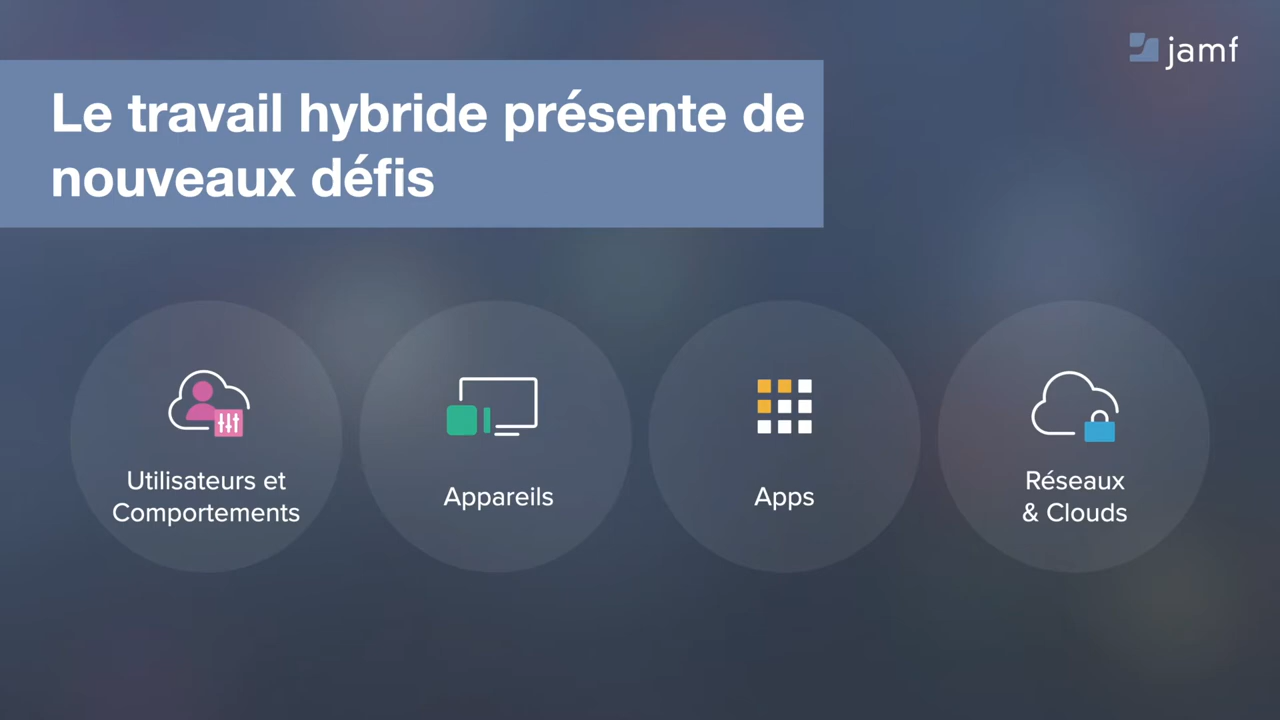 jamf
Le travail hybride présente de
nouveaux défis
Utilisateurs et
Comportements
Appareils
Apps
Réseaux
& Clouds